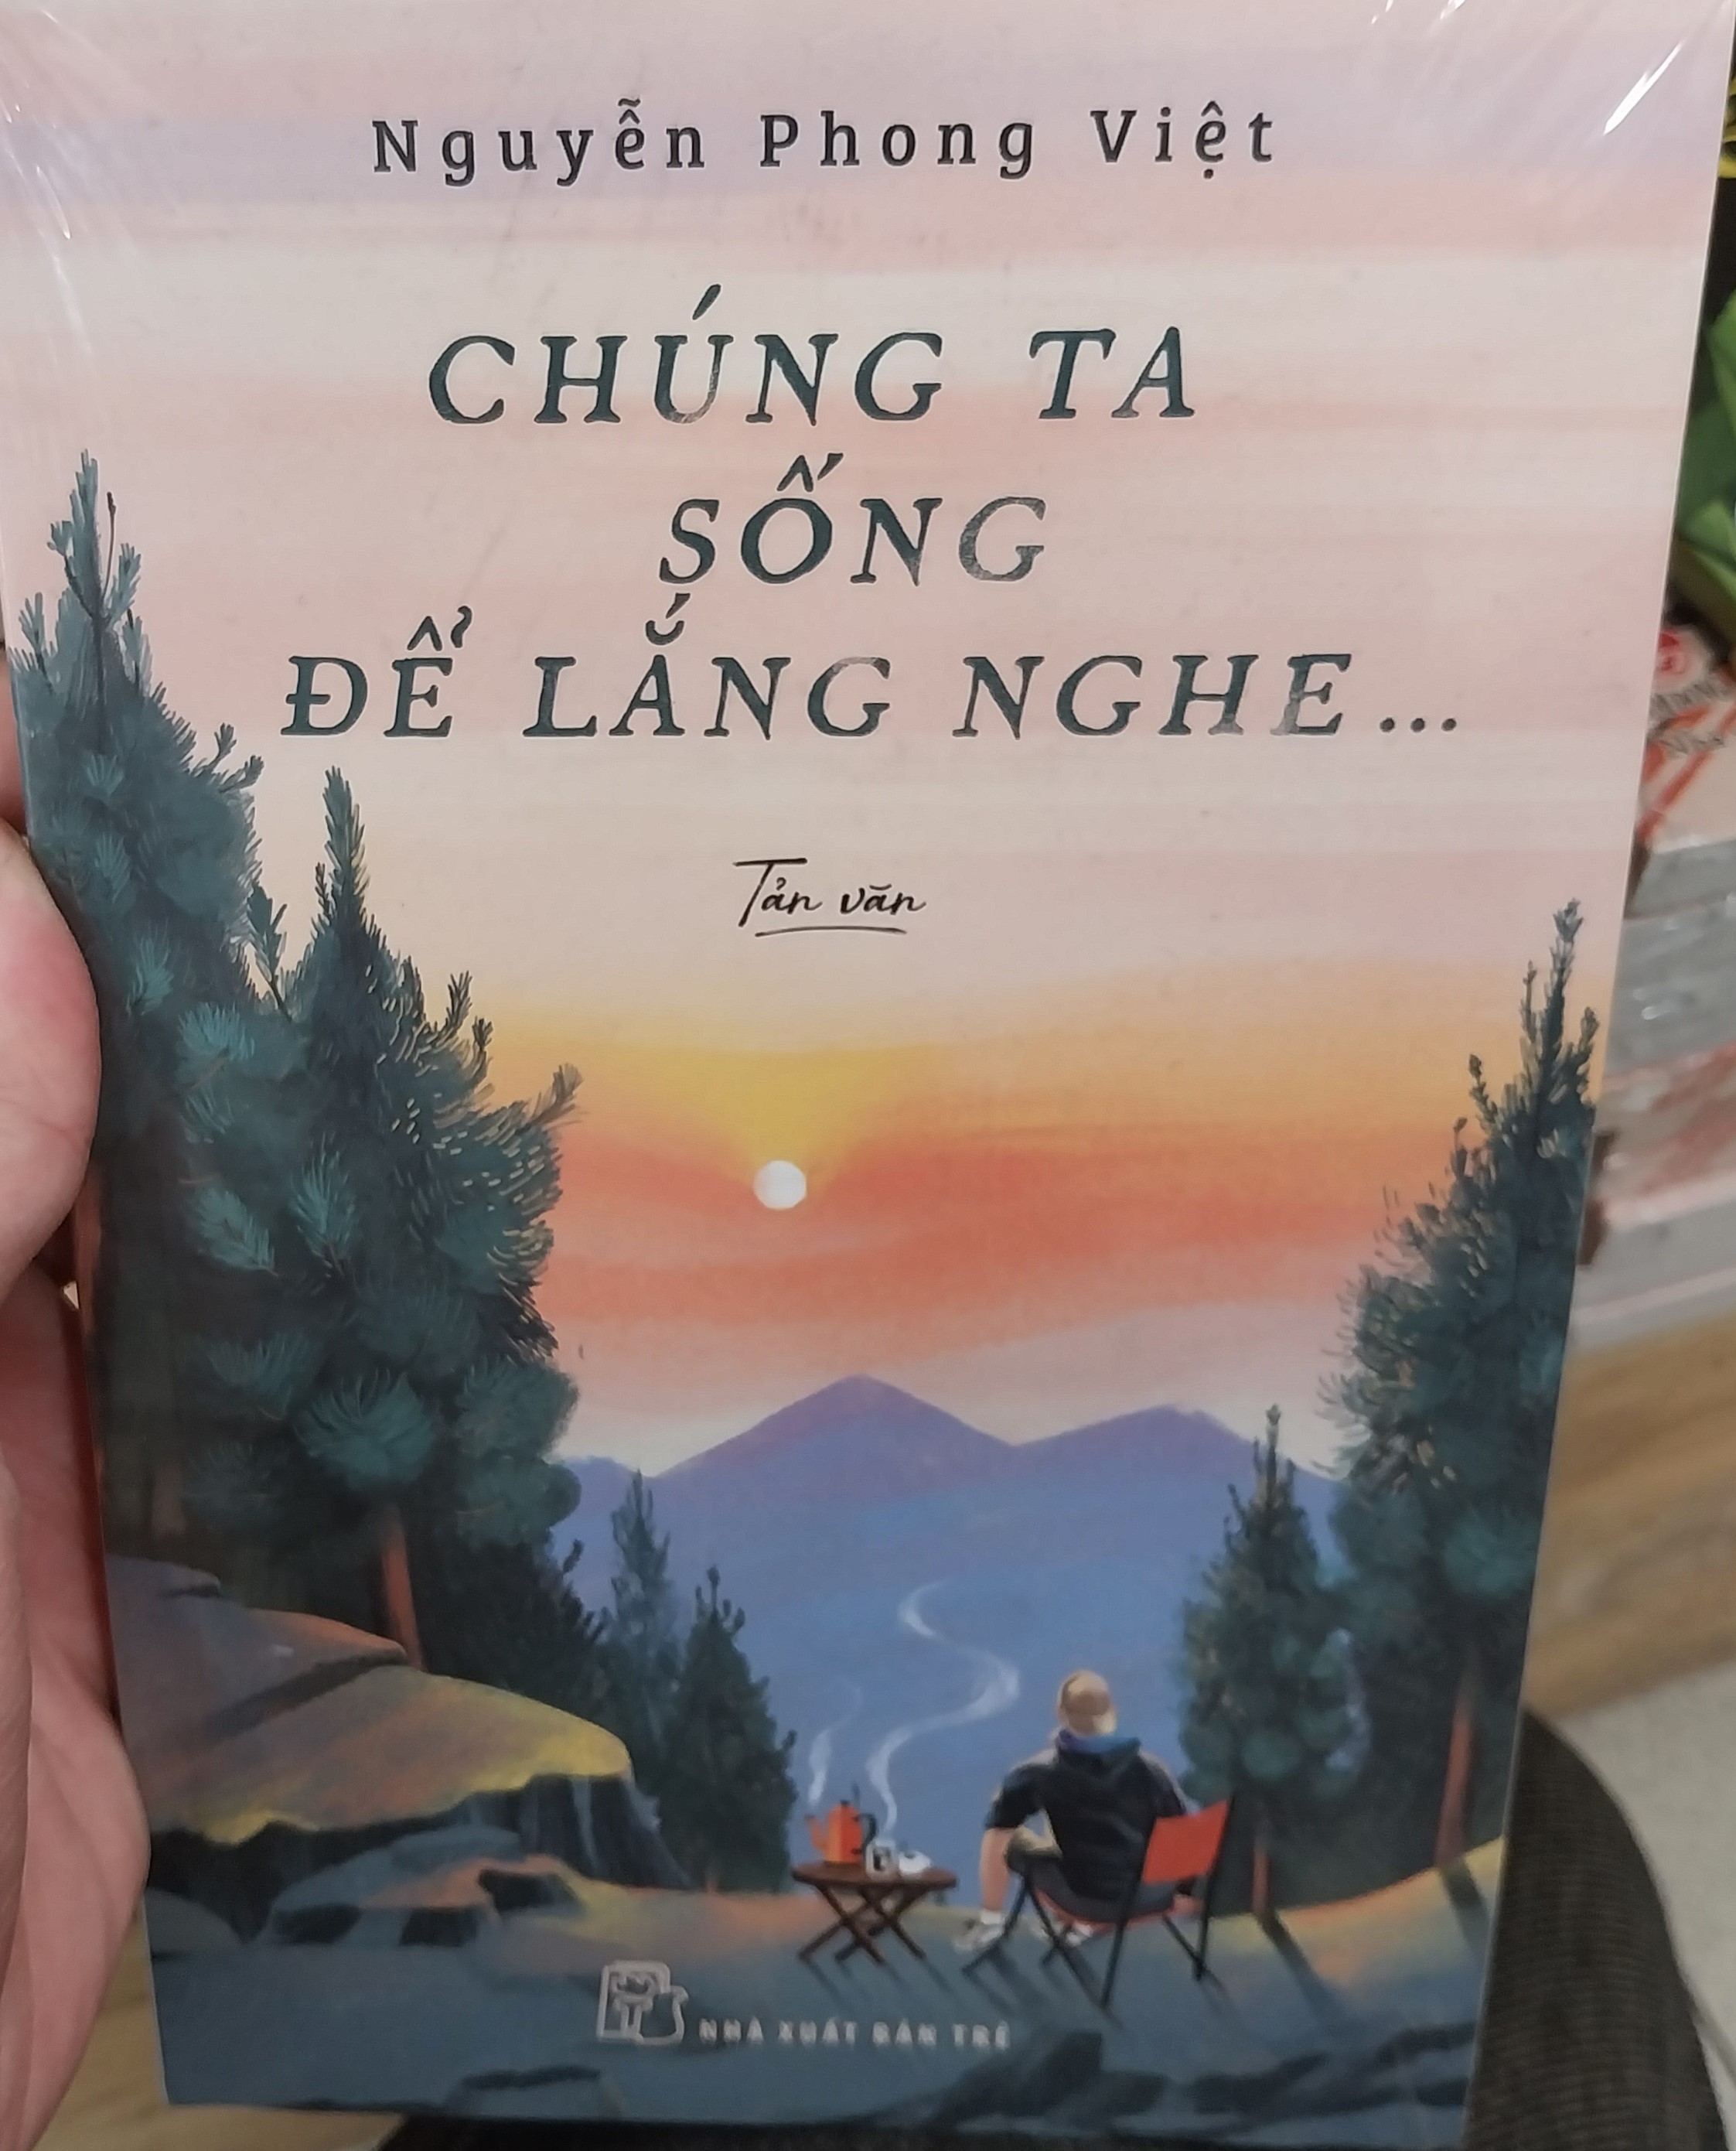 Nguyễn Phong Việt
CHÚNG TA
SỐNG
ĐỂ LẮNG NGHE...
Tản văn
NHÀ XUẤT BẢN TRẺ